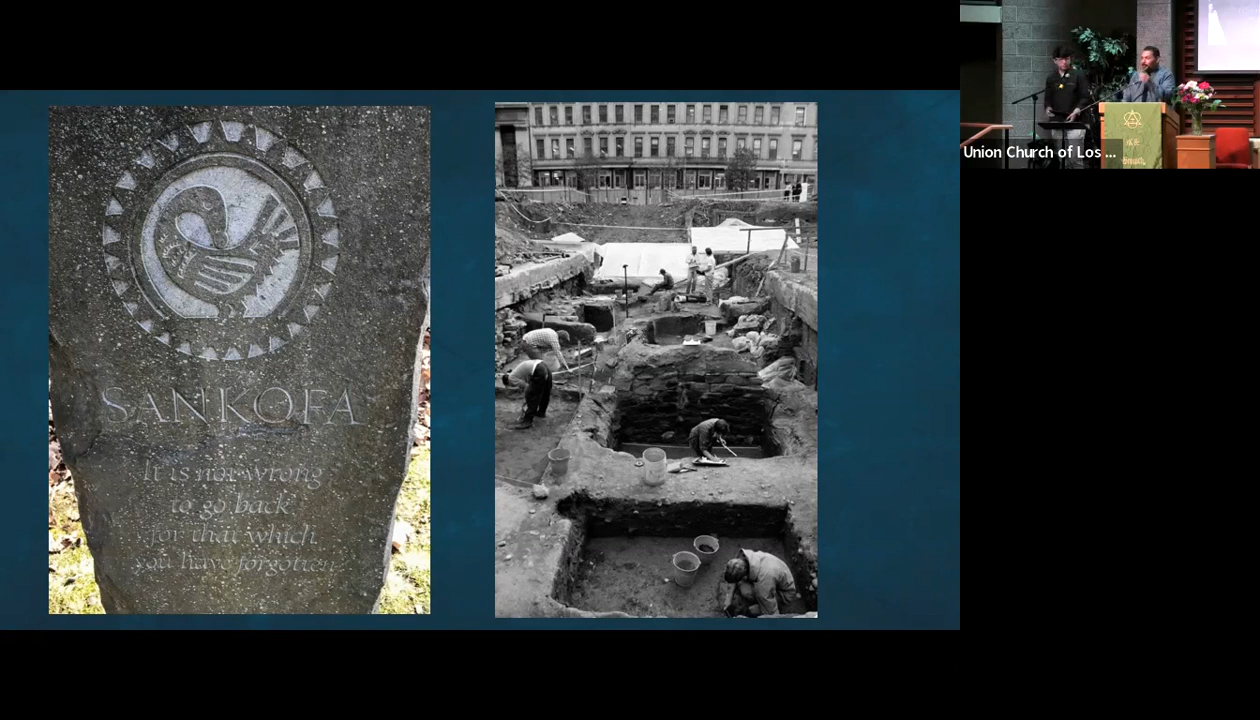 SANKOFA
It is not wrong
to go back
for that which
you have forgotten
Union Church of Los ...